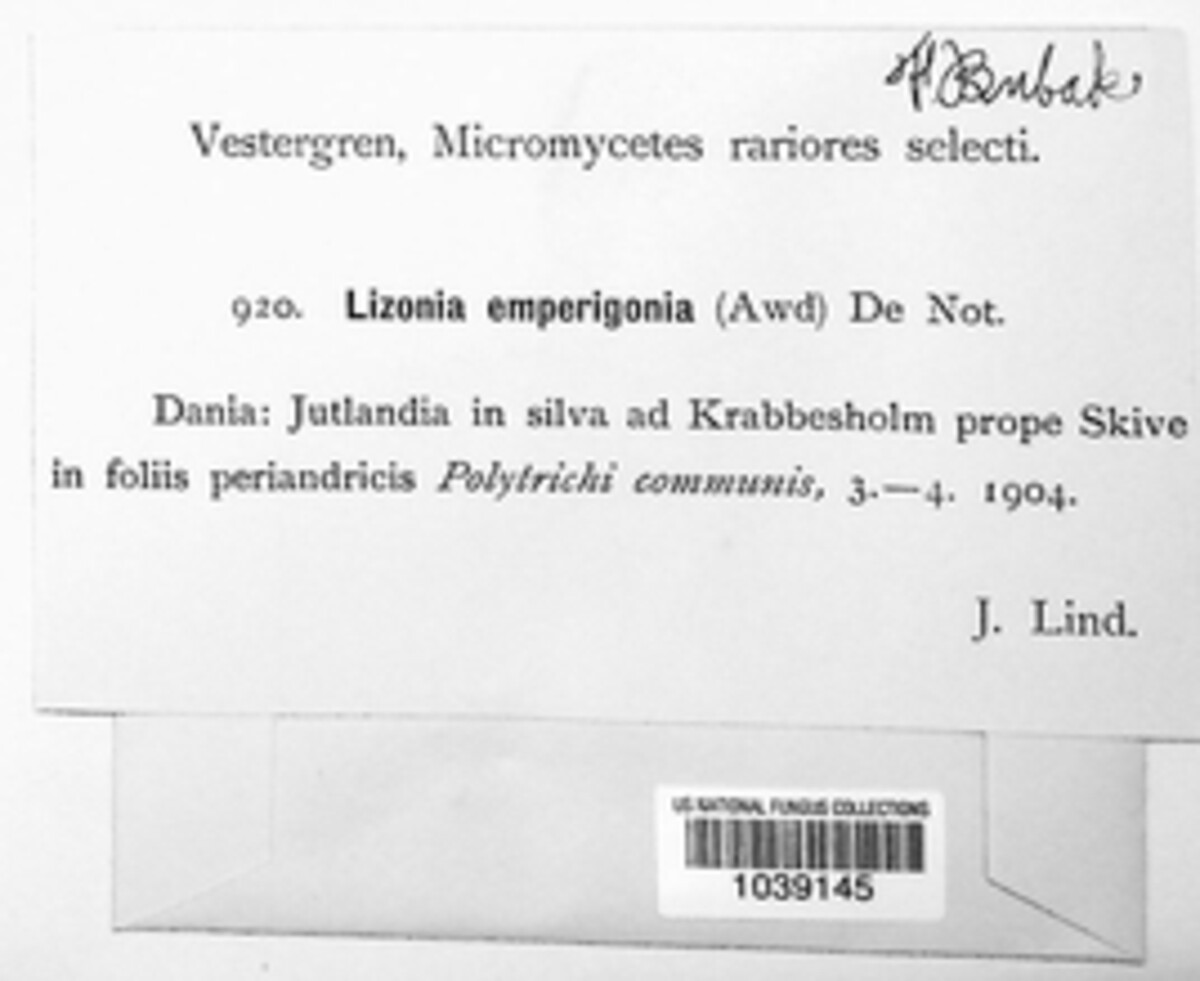 Bubak
Vestergren, Micromycetes rariores selecti.
920. Lizonia emperigonia (Awd) De Not.
Dania: Jutlandia in silva ad Krabbesholm prope Skive
in foliis periandricis Polytrichi communis, 3.—4. 1904.
J. Lind.
US NATIONAL FUNGUS COLLECTIONS
1039145